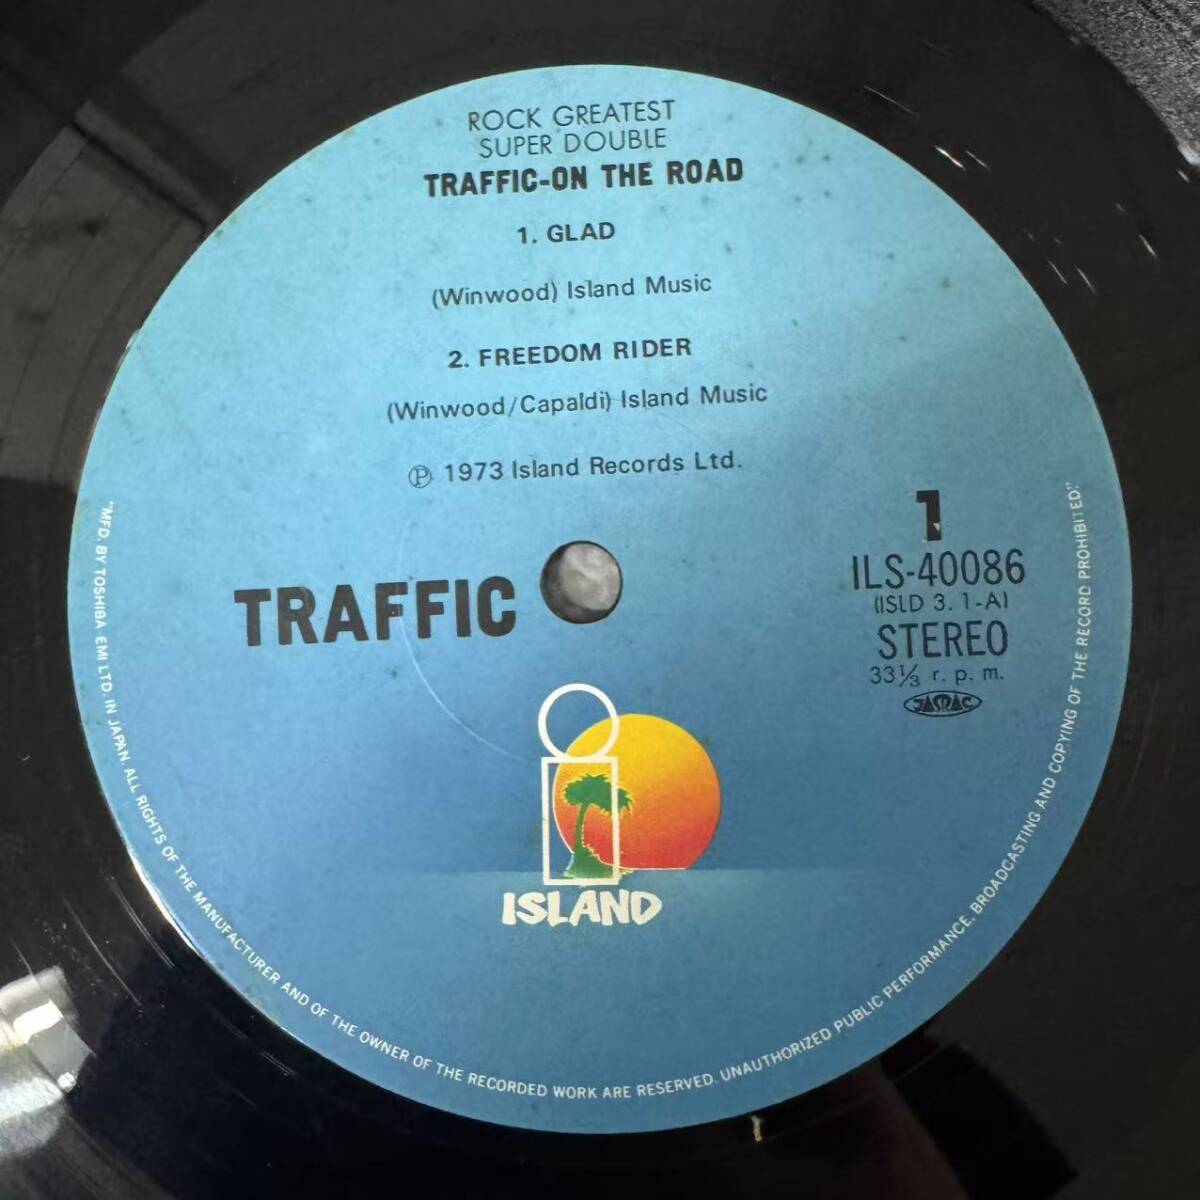 ROCK GREATEST
SUPER DOUBLE
TRAFFIC-ON THE ROAD
1. GLAD
(Winwood) Island Music
2. FREEDOM RIDER
(Winwood/Capaldi) Island Music
Ⓟ 1973 Island Records Ltd.
TRAFFIC
1
ILS-40086
(ISLD 3. 1-A)
STEREO
33⅓ r. p. m.
JASRAC
ISLAND
"MFD. BY TOSHIBA EMI LTD. IN JAPAN. ALL RIGHTS OF THE MANUFACTURER AND OF THE OWNER OF THE RECORDED WORK ARE RESERVED. UNAUTHORIZED PUBLIC PERFORMANCE, BROADCASTING AND COPYING OF THE RECORD PROHIBITED."